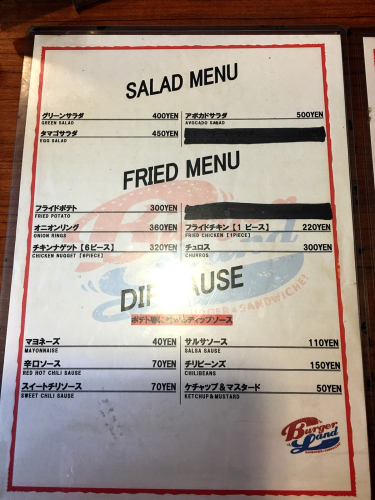 SALAD MENU
グリーンサラダ 400YEN
GREEN SALAD
アボカドサラダ 500YEN
AVOCADO SALAD
タマゴサラダ 450YEN
EGG SALAD
FRIED MENU
フライドポテト 300YEN
FRIED POTATO
オニオンリング 360YEN
ONION RINGS
フライドチキン【1 ピース】 220YEN
FRIED CHICKEN【1PIECE】
チキンナゲット【6ピース】 320YEN
CHICKEN NUGGET【6PIECE】
チュロス 300YEN
CHURROS
DIP SAUSE
ディップソース
マヨネーズ 40YEN
MAYONNAISE
サルサソース 110YEN
SALSA SAUSE
辛口ソース 70YEN
RED HOT CHILI SAUSE
チリビーンズ 150YEN
CHILIBEANS
スイートチリソース 70YEN
SWEET CHILI SAUSE
ケチャップ&マスタード 50YEN
KETCHUP&MUSTARD
Burger
Land